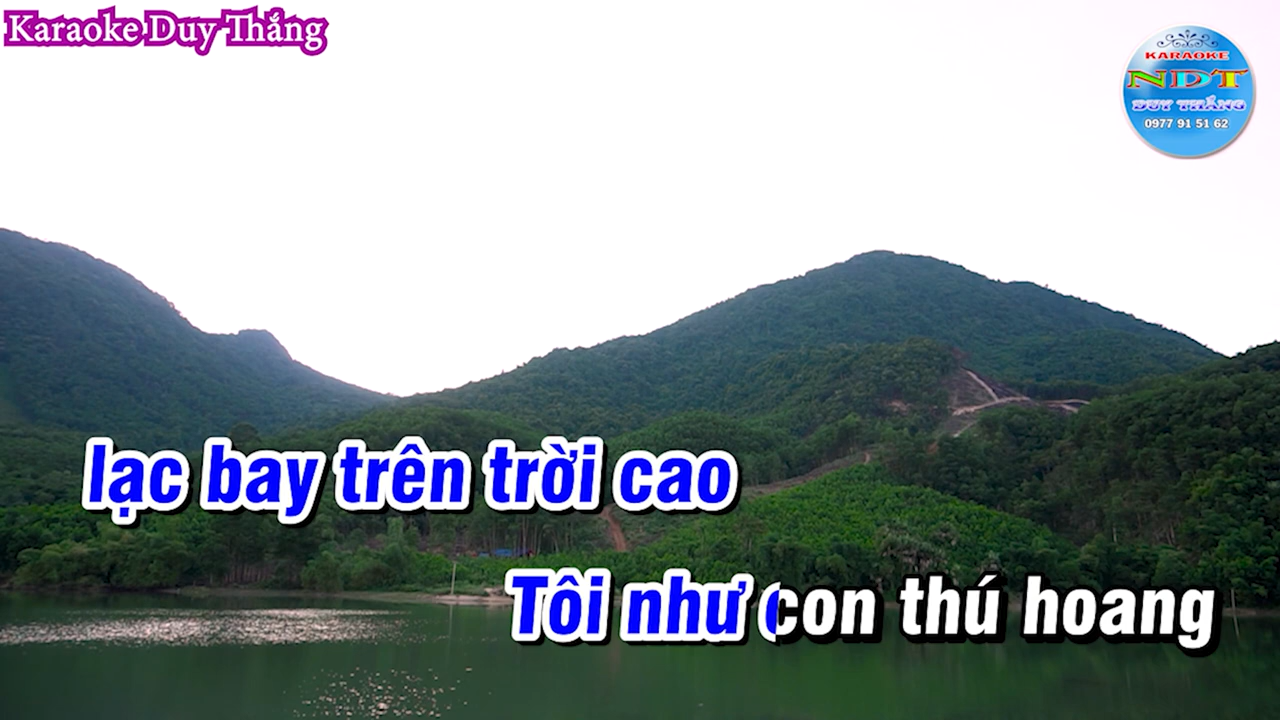 Karaoke Duy Thắng
KARAOKE
NDT
DUY THẮNG
0977 91 51 62
lạc bay trên trời cao
Tôi như con thú hoang